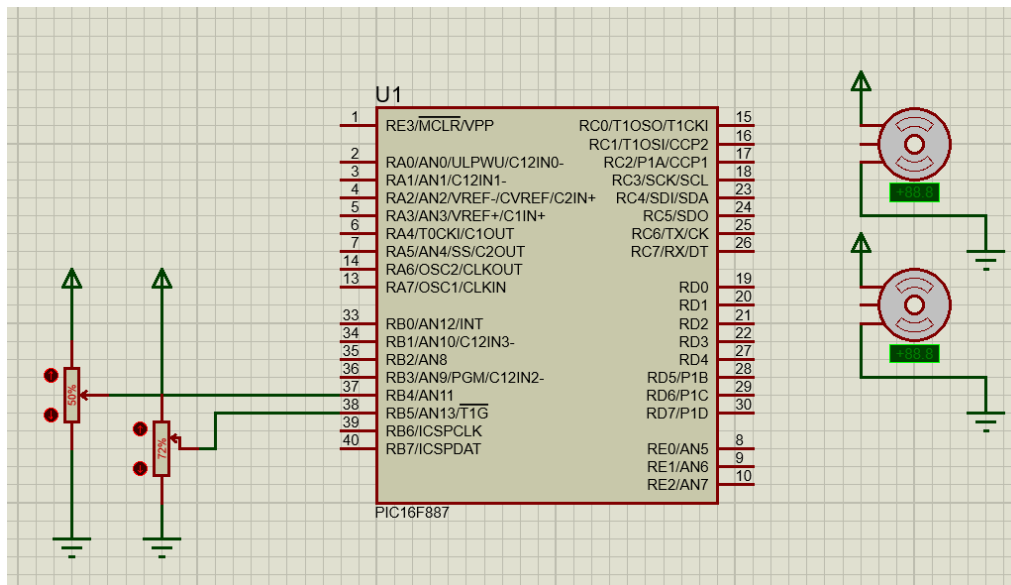 U1
1 RE3/MCLR/VPP
2 RA0/AN0/ULPWU/C12IN0-
3 RA1/AN1/C12IN1-
4 RA2/AN2/VREF-/CVREF/C2IN+
5 RA3/AN3/VREF+/C1IN+
6 RA4/T0CKI/C1OUT
7 RA5/AN4/SS/C2OUT
14 RA6/OSC2/CLKOUT
13 RA7/OSC1/CLKIN
33 RB0/AN12/INT
34 RB1/AN10/C12IN3-
35 RB2/AN8
36 RB3/AN9/PGM/C12IN2-
37 RB4/AN11
38 RB5/AN13/T1G
39 RB6/ICSPCLK
40 RB7/ICSPDAT
RC0/T1OSO/T1CKI 15
RC1/T1OSI/CCP2 16
RC2/P1A/CCP1 17
RC3/SCK/SCL 18
RC4/SDI/SDA 23
RC5/SDO 24
RC6/TX/CK 25
RC7/RX/DT 26
RD0 19
RD1 20
RD2 21
RD3 22
RD4 27
RD5/P1B 28
RD6/P1C 29
RD7/P1D 30
RE0/AN5 8
RE1/AN6 9
RE2/AN7 10
PIC16F887
50%
72%
+88.8
+88.8